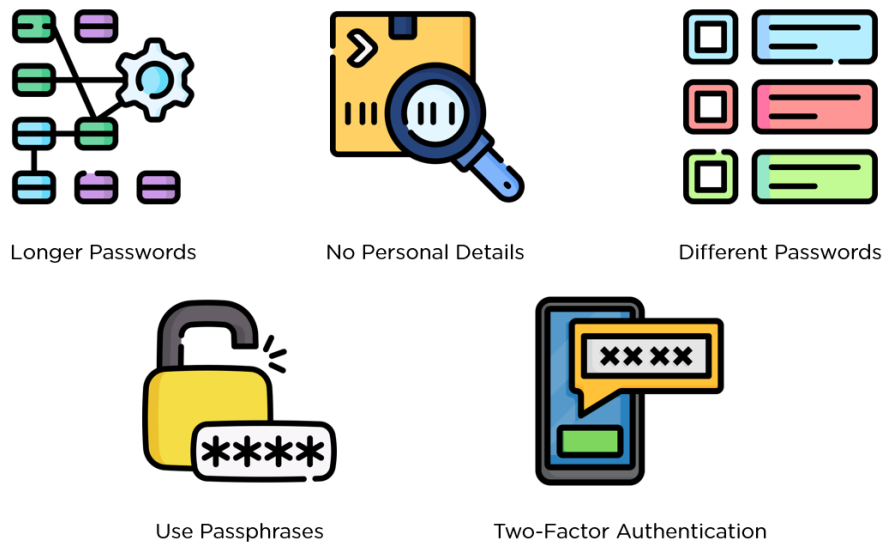 Longer Passwords
No Personal Details
Different Passwords
****
×× ××
Use Passphrases
Two-Factor Authentication